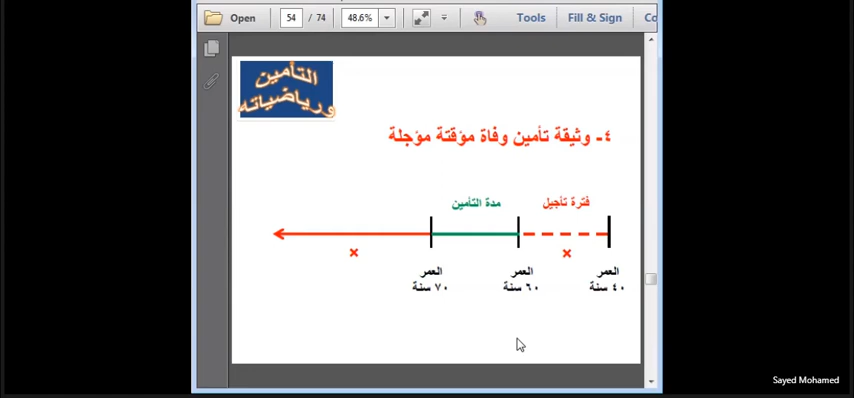 Open
54 / 74
48.6%
Tools
Fill & Sign
Co
التأمين
ورياضياته
٤- وثيقة تأمين وفاة مؤقتة مؤجلة
فترة تأجيل
مدة التأمين
×
×
العمر
٤٠ سنة
العمر
٦٠ سنة
العمر
٧٠ سنة
Sayed Mohamed